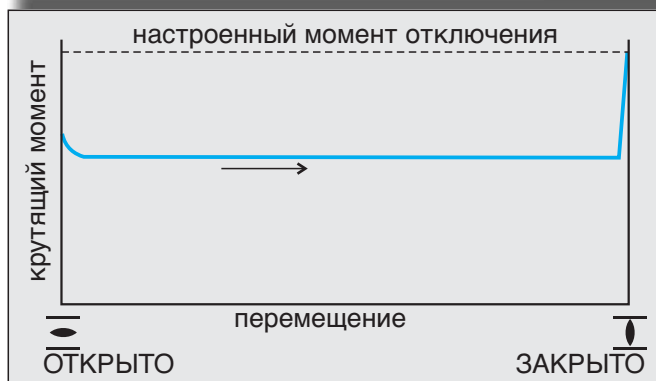 настроенный момент отключения
крутящий момент
перемещение
ОТКРЫТО
ЗАКРЫТО